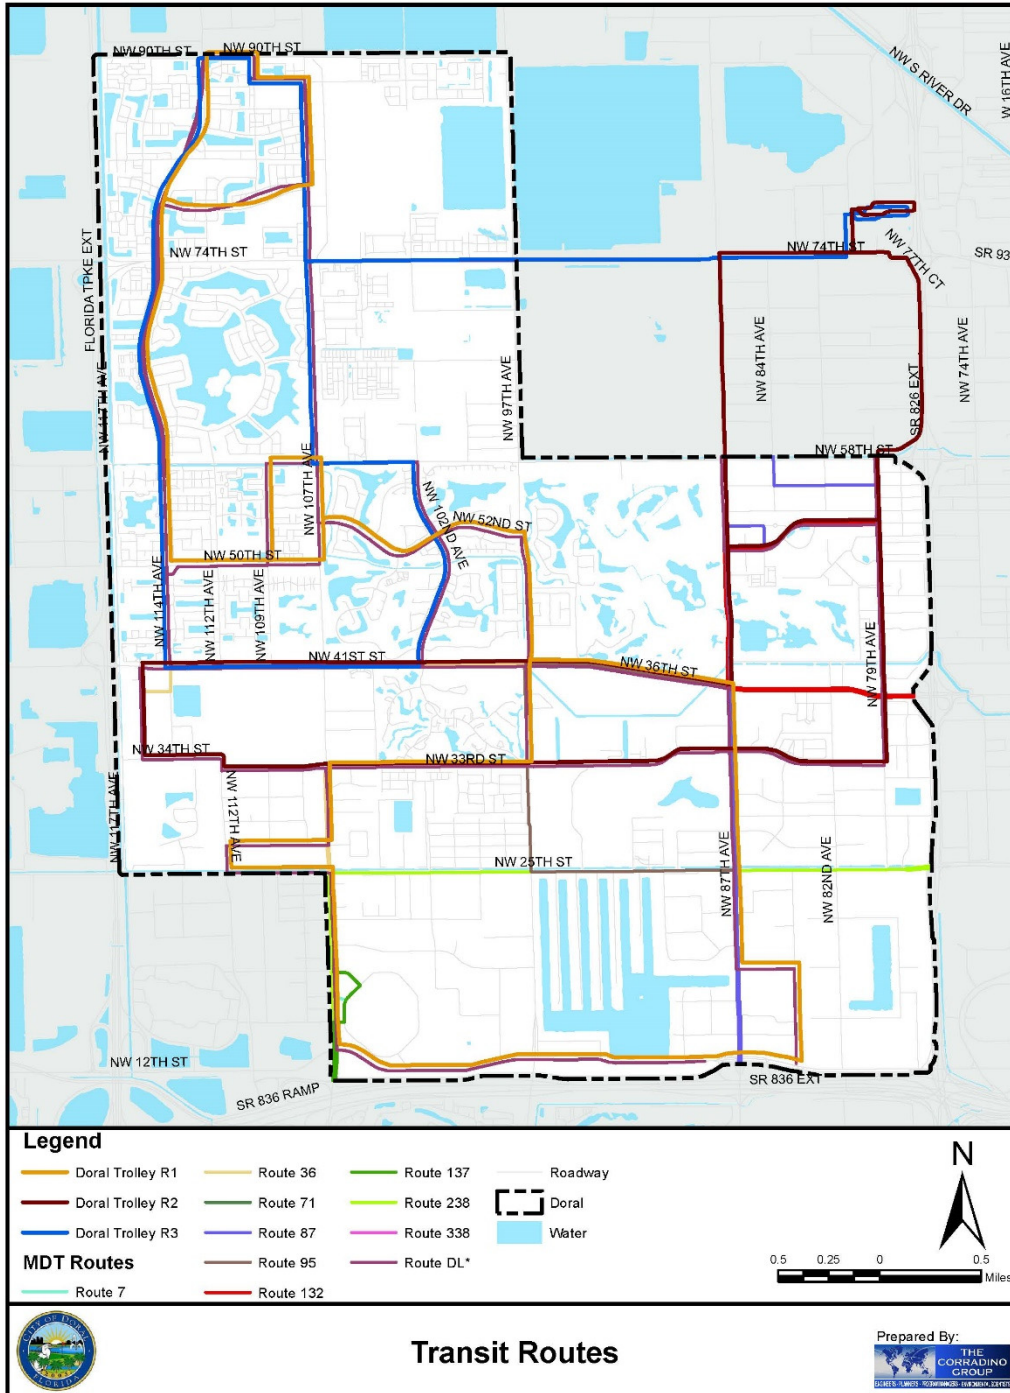 NW 90TH ST
NW 90TH ST
NW S RIVER DR
W 16TH AVE
FLORIDA TPKE EXT
NW 74TH ST
NW 74TH ST
NW 77TH CT
SR 93
NW 117TH AVE
NW 97TH AVE
NW 84TH AVE
SR 826 EXT
NW 74TH AVE
NW 58TH ST
NW 107TH AVE
NW 102ND AVE
NW 52ND ST
NW 50TH ST
NW 114TH AVE
NW 112TH AVE
NW 109TH AVE
NW 41ST ST
NW 36TH ST
NW 79TH AVE
NW 34TH ST
NW 33RD ST
NW 117TH AVE
NW 112TH AVE
NW 25TH ST
NW 87TH AVE
NW 82ND AVE
NW 12TH ST
SR 836 RAMP
SR 836 EXT
Legend
Doral Trolley R1
Doral Trolley R2
Doral Trolley R3
MDT Routes
Route 7
Route 36
Route 71
Route 87
Route 95
Route 132
Route 137
Route 238
Route 338
Route DL*
Roadway
Doral
Water
N
0.5 0.25 0 0.5
Miles
CITY OF DORAL
FLORIDA
Transit Routes
Prepared By:
THE
CORRADINO
GROUP